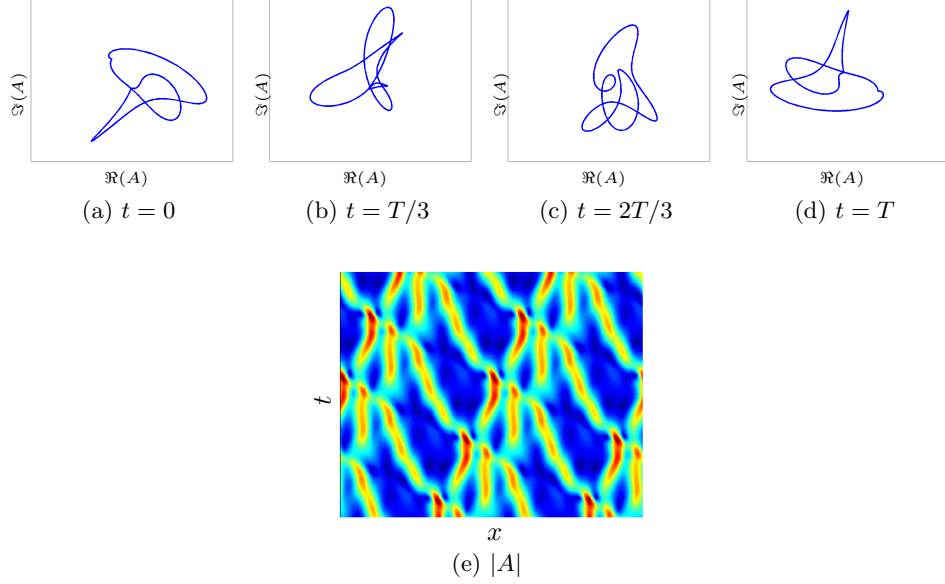 ℑ(A) ℑ(A) ℑ(A) ℑ(A)
ℜ(A) ℜ(A) ℜ(A) ℜ(A)
(a) t = 0 (b) t = T/3 (c) t = 2T/3 (d) t = T
t
x
(e) |A|